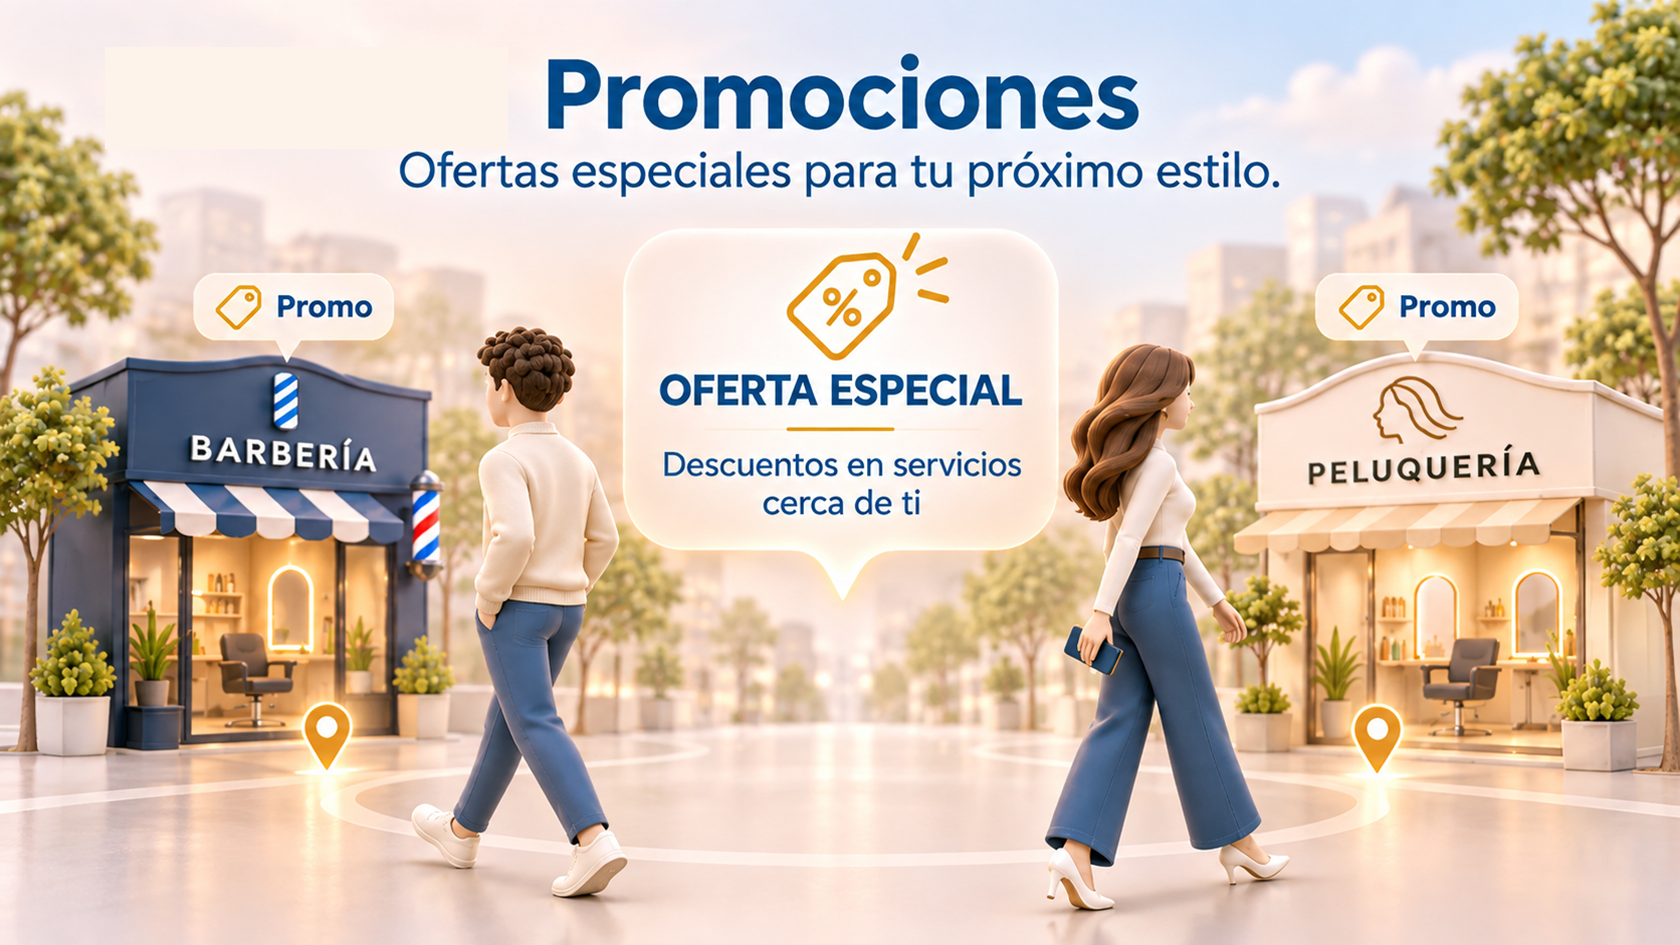 Promociones
Ofertas especiales para tu próximo estilo.
Promo
BARBERÍA
OFERTA ESPECIAL
Descuentos en servicios
cerca de ti
Promo
PELUQUERÍA